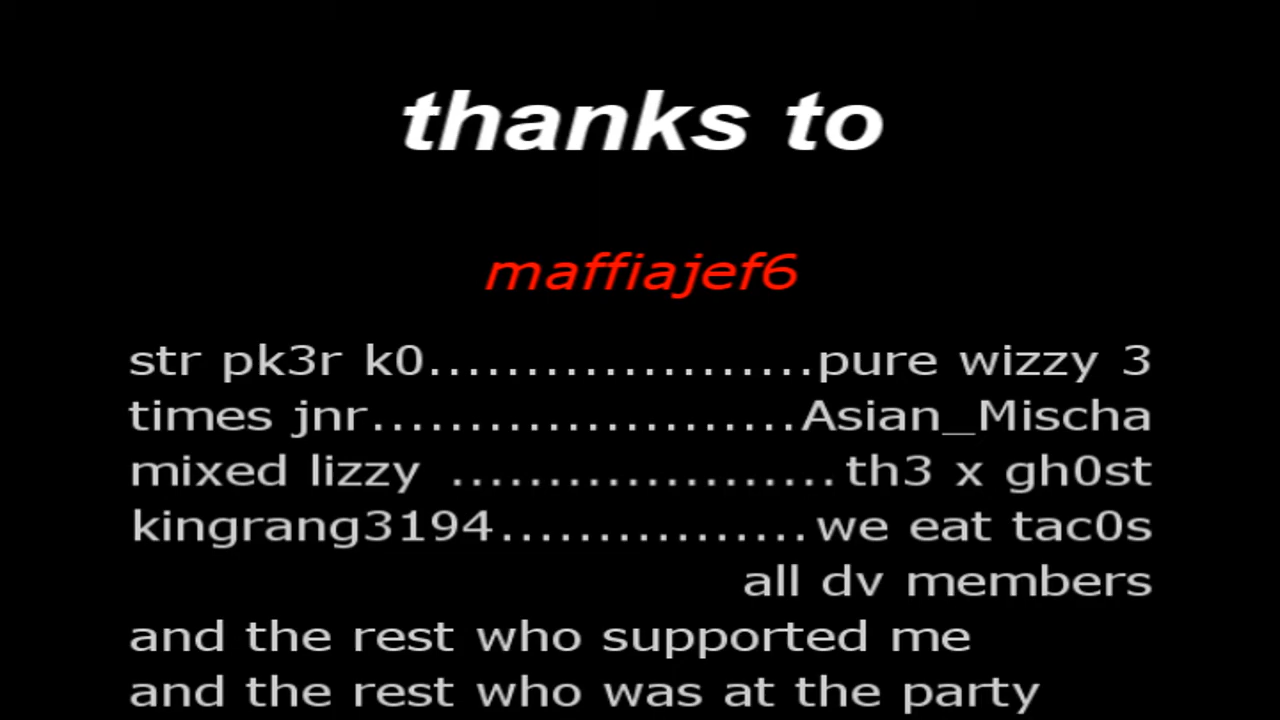 thanks to
maffiajef6
str pk3r k0....................pure wizzy 3
times jnr......................Asian_Mischa
mixed lizzy ....................th3 x gh0st
kingrang3194................we eat tac0s
all dv members
and the rest who supported me
and the rest who was at the party